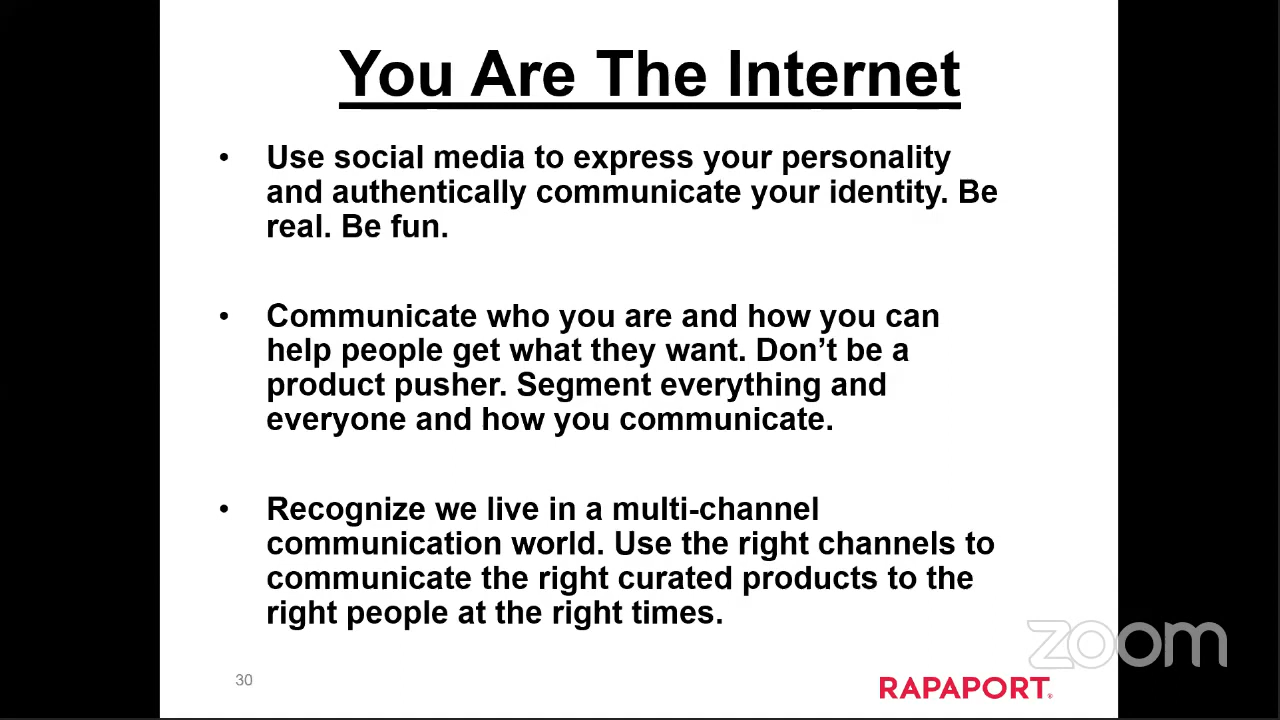 You Are The Internet
• Use social media to express your personality
and authentically communicate your identity. Be
real. Be fun.
• Communicate who you are and how you can
help people get what they want. Don’t be a
product pusher. Segment everything and
everyone and how you communicate.
• Recognize we live in a multi-channel
communication world. Use the right channels to
communicate the right curated products to the
right people at the right times.
zoom
30
RAPAPORT®